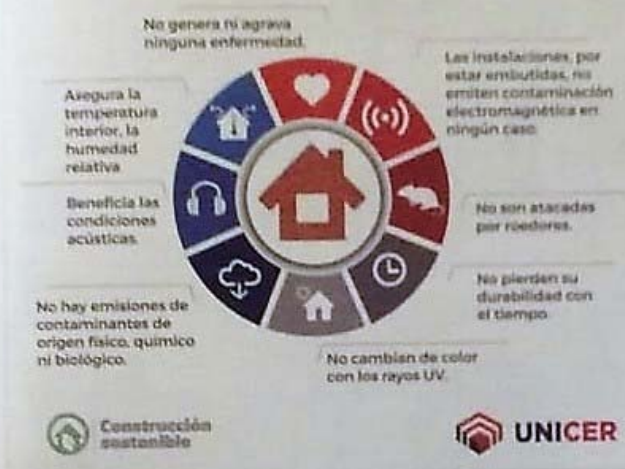 No genera ni agrava
ninguna enfermedad.
Las instalaciones, por
estar embutidas, no
emiten contaminación
electromagnética en
ningún caso.
Asegura la
temperatura
interior, la
humedad
relativa
Beneficia las
condiciones
acústicas.
No son atacadas
por roedores.
No pierden su
durabilidad con
el tiempo.
No hay emisiones de
contaminantes de
origen físico, químico
ni biológico.
No cambian de color
con los rayos UV.
Construcción
sostenible
UNICER